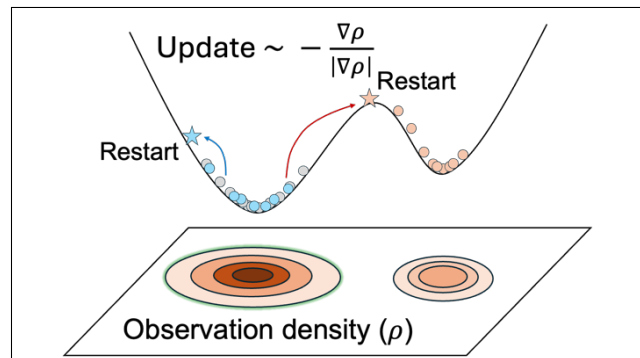 Update ~ − ∇ρ / |∇ρ|
Restart
Restart
Observation density (ρ)